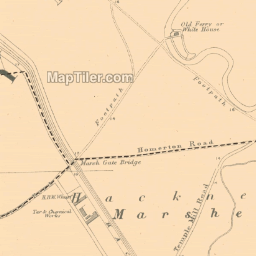 Old Ferry or
White House
MapTiler.com
Footpath
Footpath
Homerton Road
Marsh Gate Bridge
Works
Temple Mill Road
Hackne
Marshe